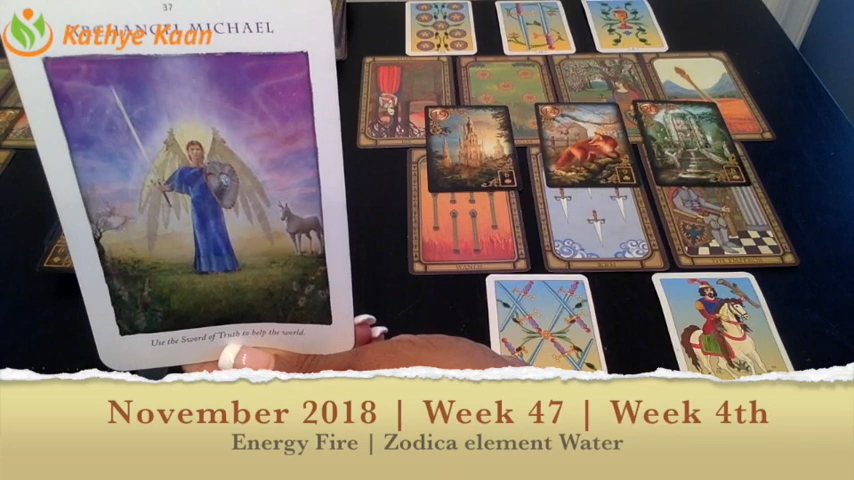 37
ARCHANGEL MICHAEL
Kathye Kaan
Use the Sword of Truth to help the world.
November 2018 | Week 47 | Week 4th
Energy Fire | Zodica element Water